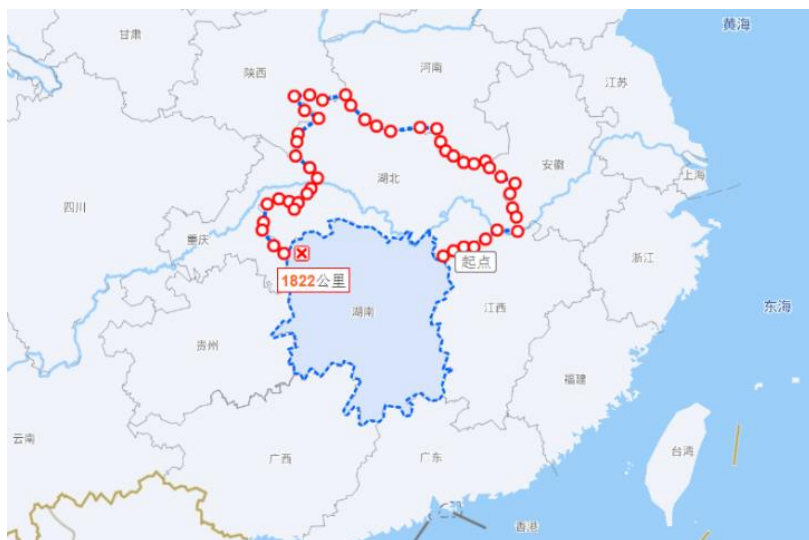 黄海
甘肃
陕西
河南
江苏
安徽
上海
湖北
四川
重庆
浙江
起点
1822公里
湖南
江西
东海
贵州
福建
云南
台湾
广西
广东
香港